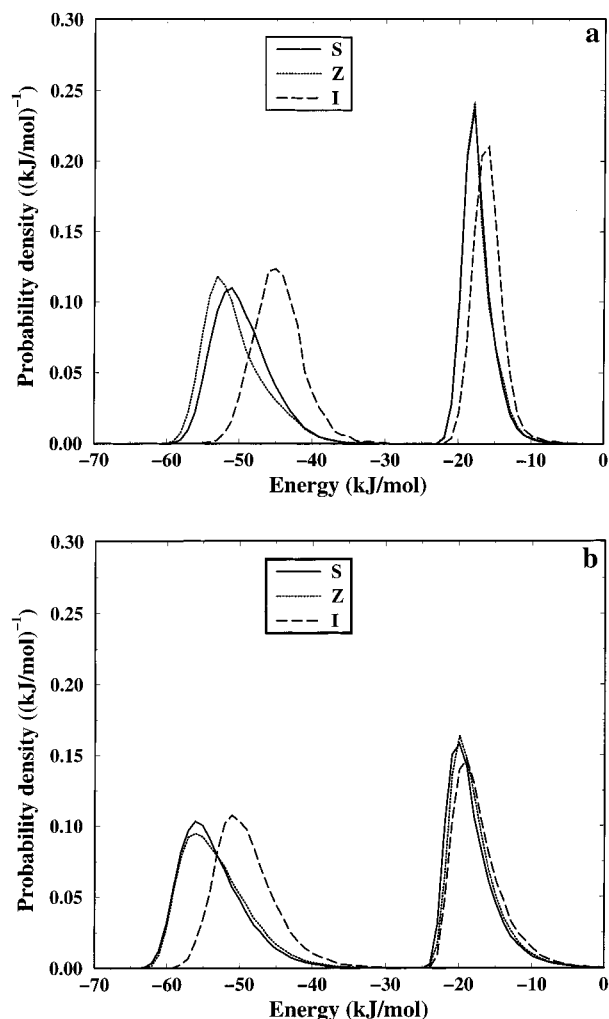 a
0.30
0.25
0.20
0.15
0.10
0.05
0.00
Probability density ((kJ/mol)⁻¹)
S
Z
I
−70 −60 −50 −40 −30 −20 −10 0
Energy (kJ/mol)
b
0.30
0.25
0.20
0.15
0.10
0.05
0.00
Probability density ((kJ/mol)⁻¹)
S
Z
I
−70 −60 −50 −40 −30 −20 −10 0
Energy (kJ/mol)